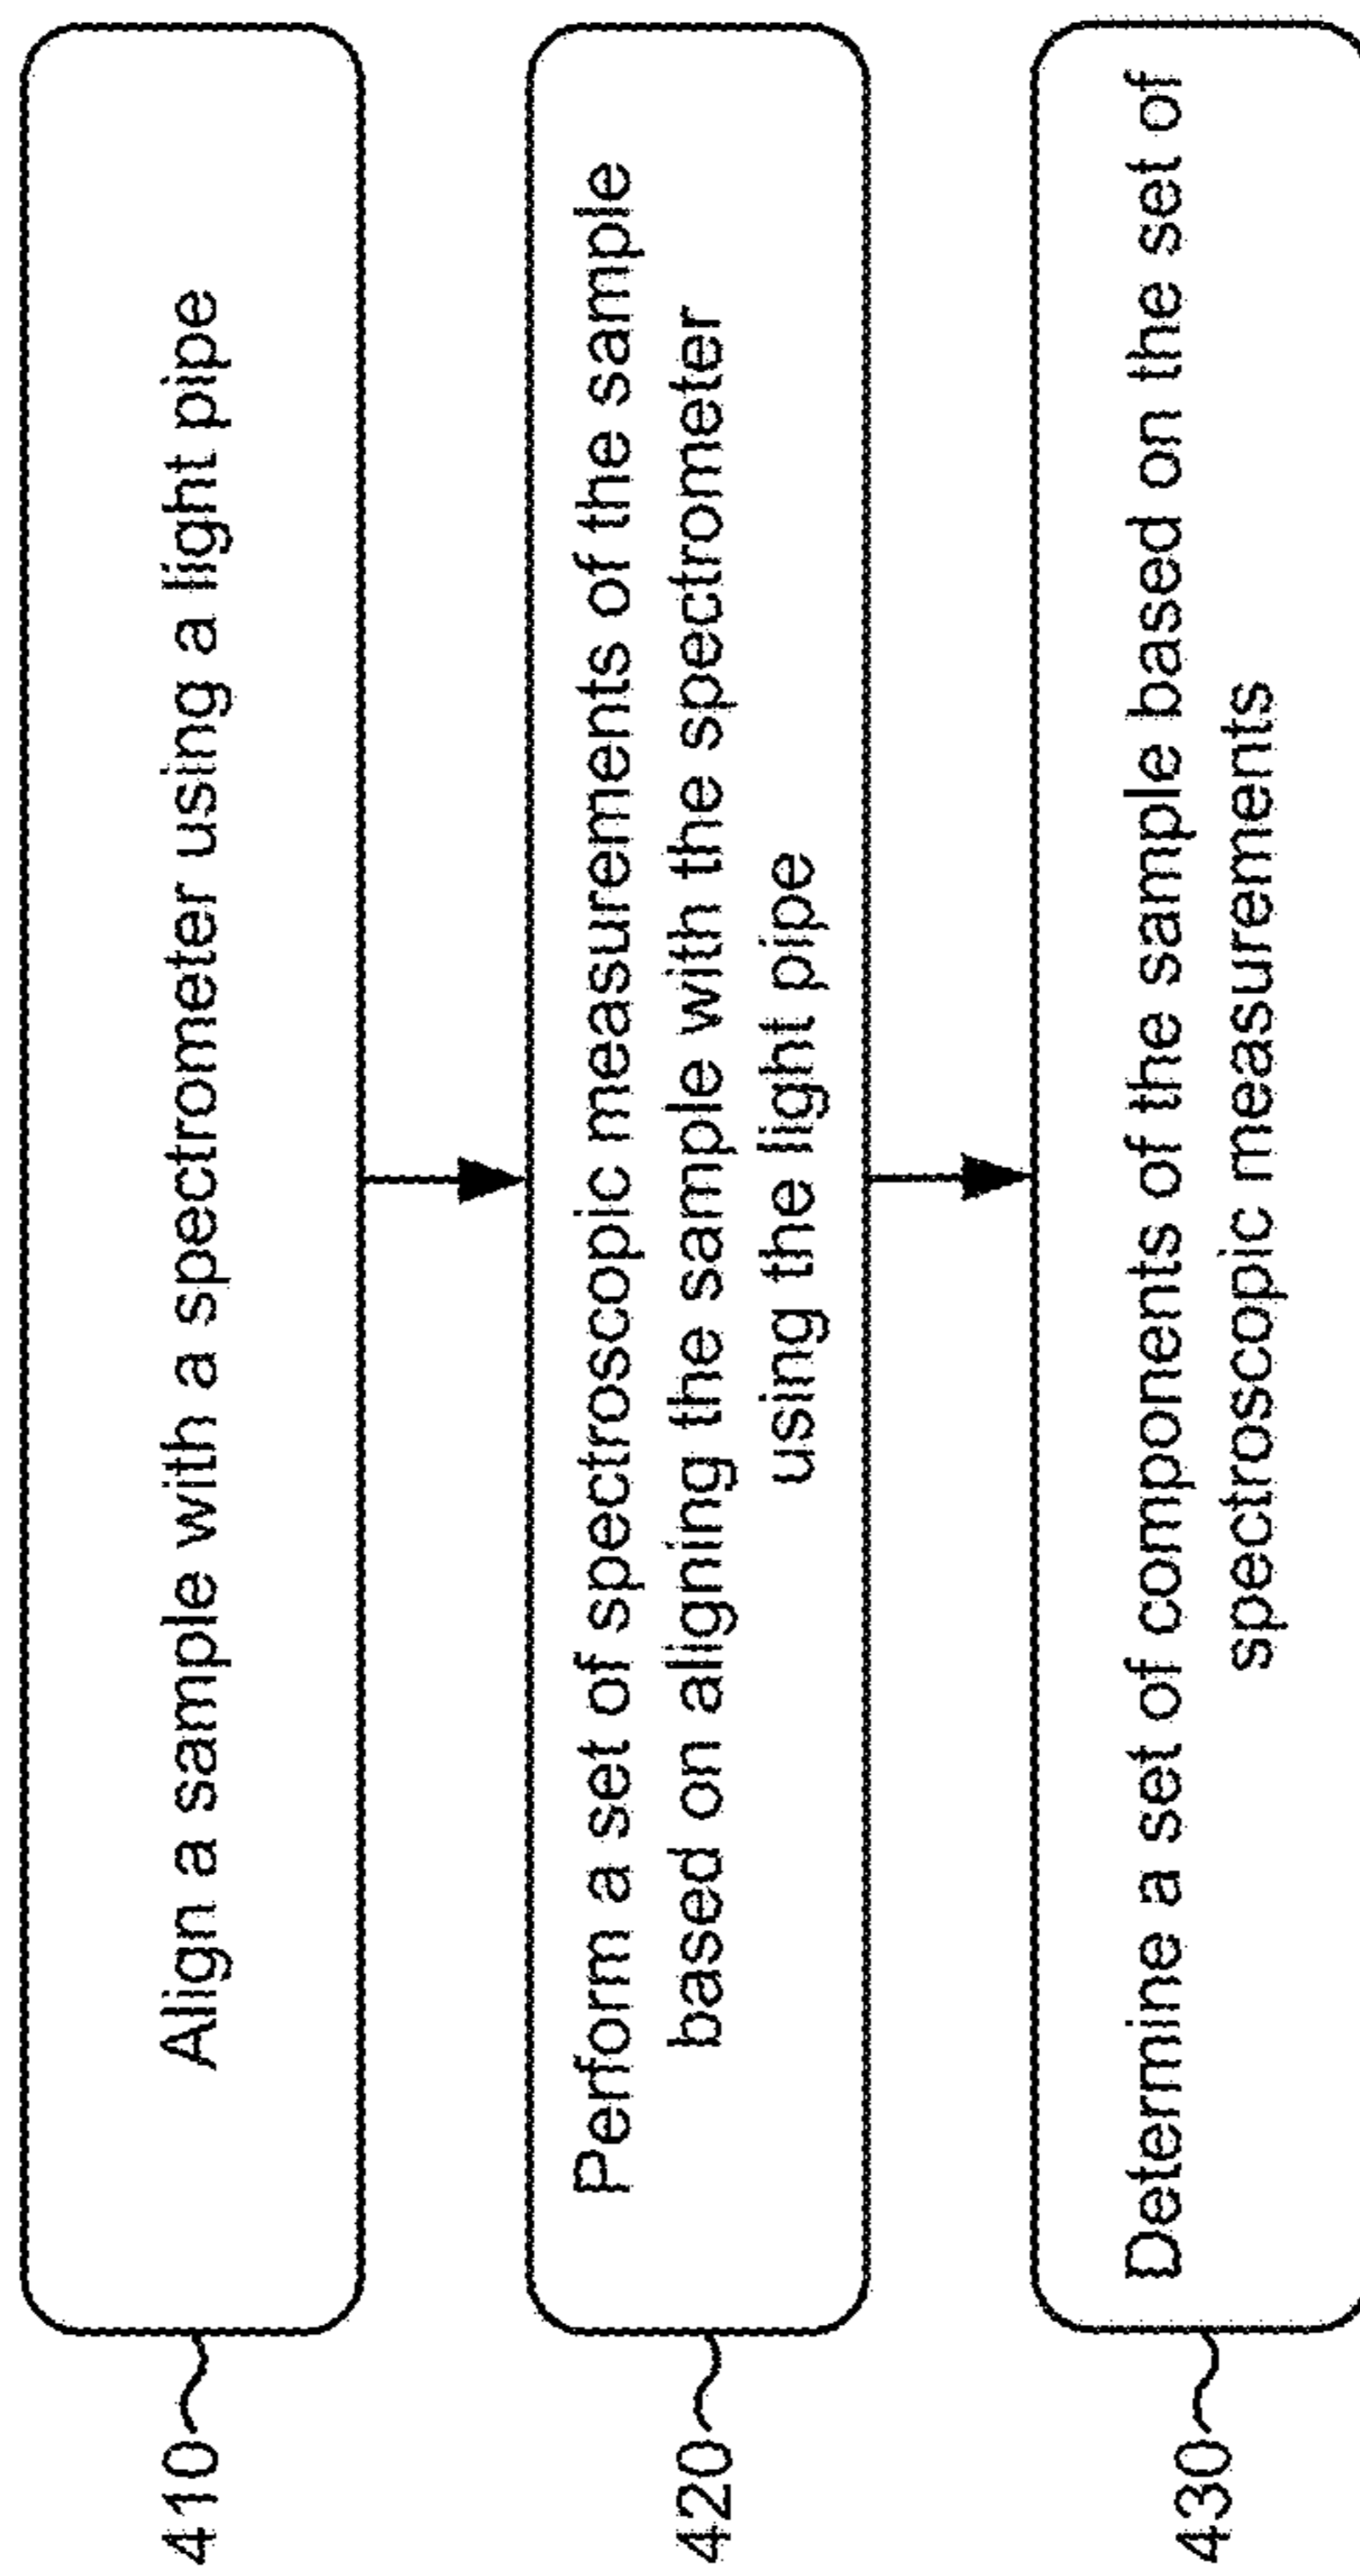 410
Align a sample with a spectrometer using a light pipe
420
Perform a set of spectroscopic measurements of the sample
based on aligning the sample with the spectrometer
using the light pipe
430
Determine a set of components of the sample based on the set of
spectroscopic measurements